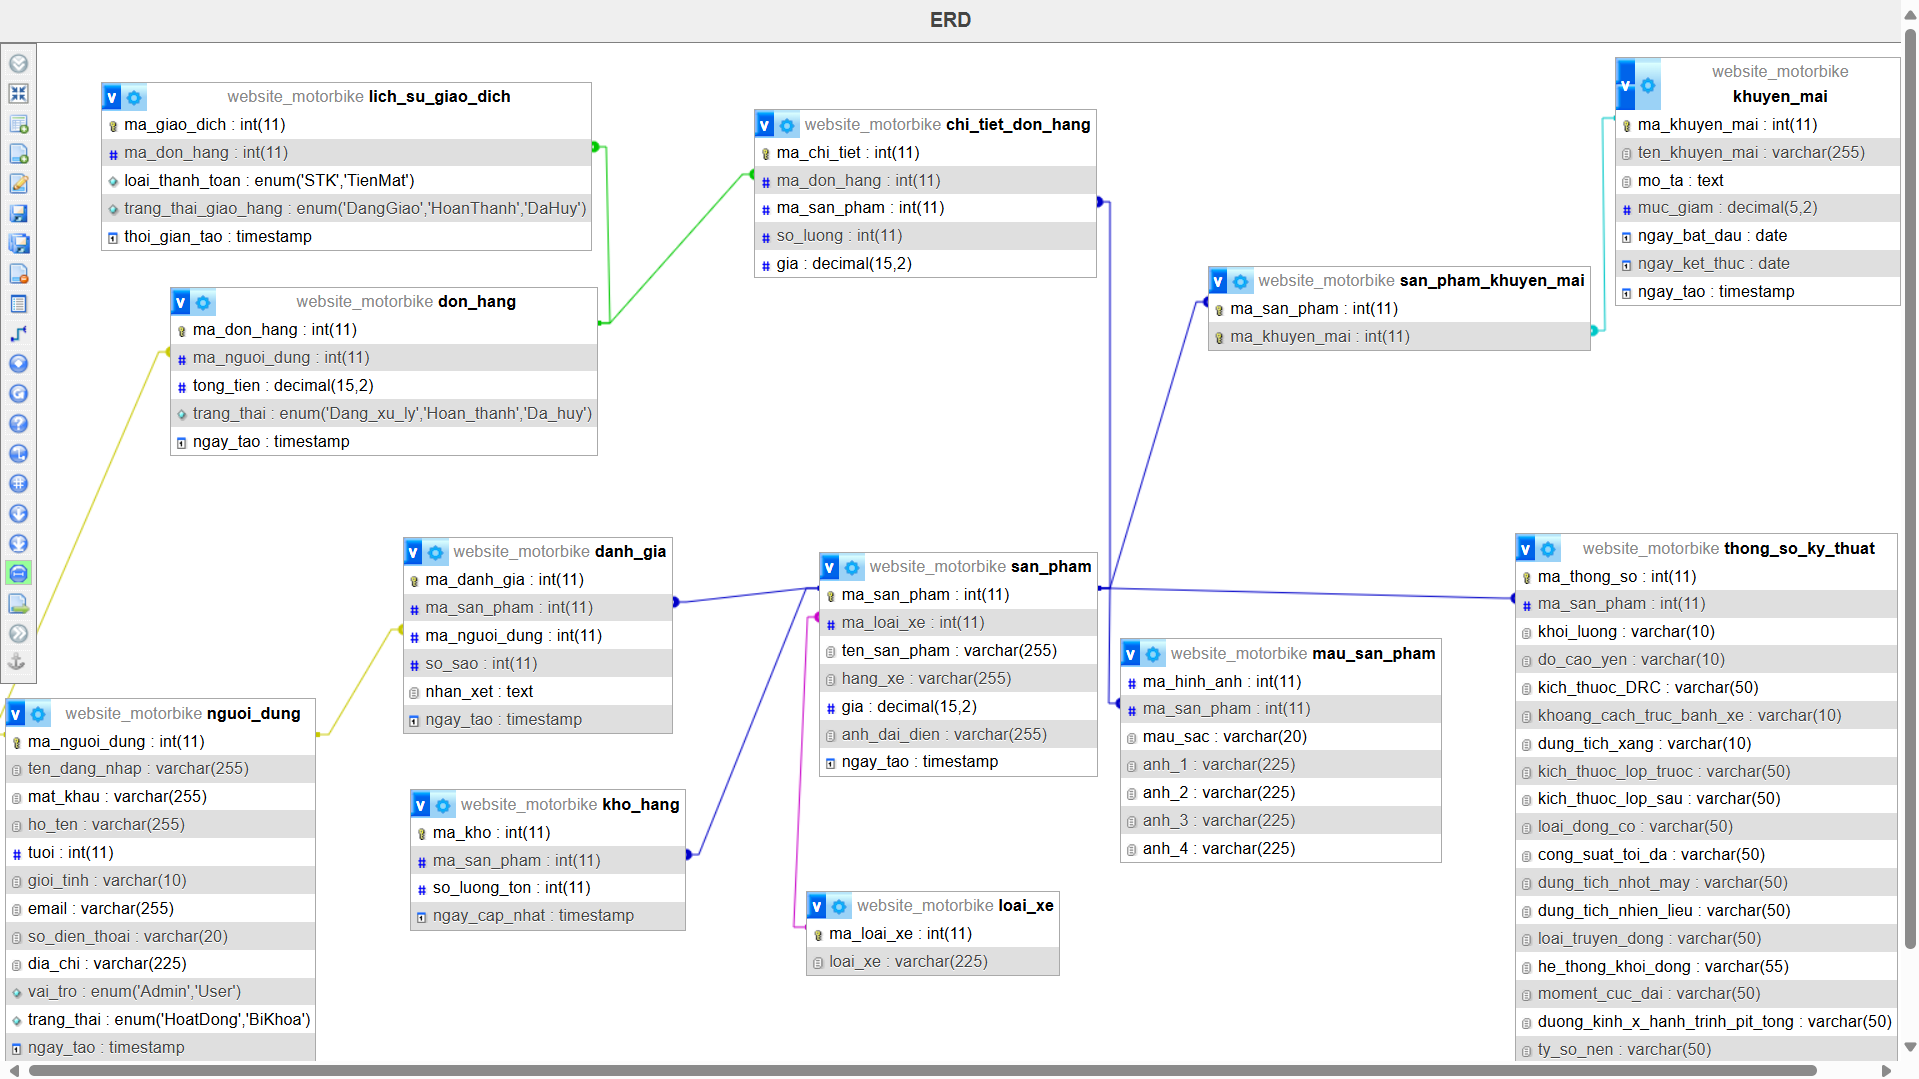 ERD
website_motorbike lich_su_giao_dich
ma_giao_dich : int(11)
ma_don_hang : int(11)
loai_thanh_toan : enum('STK','TienMat')
trang_thai_giao_hang : enum('DangGiao','HoanThanh','DaHuy')
thoi_gian_tao : timestamp
website_motorbike don_hang
ma_don_hang : int(11)
ma_nguoi_dung : int(11)
tong_tien : decimal(15,2)
trang_thai : enum('Dang_xu_ly','Hoan_thanh','Da_huy')
ngay_tao : timestamp
website_motorbike chi_tiet_don_hang
ma_chi_tiet : int(11)
ma_don_hang : int(11)
ma_san_pham : int(11)
so_luong : int(11)
gia : decimal(15,2)
website_motorbike
khuyen_mai
ma_khuyen_mai : int(11)
ten_khuyen_mai : varchar(255)
mo_ta : text
muc_giam : decimal(5,2)
ngay_bat_dau : date
ngay_ket_thuc : date
ngay_tao : timestamp
website_motorbike san_pham_khuyen_mai
ma_san_pham : int(11)
ma_khuyen_mai : int(11)
website_motorbike danh_gia
ma_danh_gia : int(11)
ma_san_pham : int(11)
ma_nguoi_dung : int(11)
so_sao : int(11)
nhan_xet : text
ngay_tao : timestamp
website_motorbike san_pham
ma_san_pham : int(11)
ma_loai_xe : int(11)
ten_san_pham : varchar(255)
hang_xe : varchar(255)
gia : decimal(15,2)
anh_dai_dien : varchar(255)
ngay_tao : timestamp
website_motorbike mau_san_pham
ma_hinh_anh : int(11)
ma_san_pham : int(11)
mau_sac : varchar(20)
anh_1 : varchar(225)
anh_2 : varchar(225)
anh_3 : varchar(225)
anh_4 : varchar(225)
website_motorbike thong_so_ky_thuat
ma_thong_so : int(11)
ma_san_pham : int(11)
khoi_luong : varchar(10)
do_cao_yen : varchar(10)
kich_thuoc_DRC : varchar(50)
khoang_cach_truc_banh_xe : varchar(10)
dung_tich_xang : varchar(10)
kich_thuoc_lop_truoc : varchar(50)
kich_thuoc_lop_sau : varchar(50)
loai_dong_co : varchar(50)
cong_suat_toi_da : varchar(50)
dung_tich_nhot_may : varchar(50)
dung_tich_nhien_lieu : varchar(50)
loai_truyen_dong : varchar(50)
he_thong_khoi_dong : varchar(55)
moment_cuc_dai : varchar(50)
duong_kinh_x_hanh_trinh_pit_tong : varchar(50)
ty_so_nen : varchar(50)
website_motorbike nguoi_dung
ma_nguoi_dung : int(11)
ten_dang_nhap : varchar(255)
mat_khau : varchar(255)
ho_ten : varchar(255)
tuoi : int(11)
gioi_tinh : varchar(10)
email : varchar(255)
so_dien_thoai : varchar(20)
dia_chi : varchar(225)
vai_tro : enum('Admin','User')
trang_thai : enum('HoatDong','BiKhoa')
ngay_tao : timestamp
website_motorbike kho_hang
ma_kho : int(11)
ma_san_pham : int(11)
so_luong_ton : int(11)
ngay_cap_nhat : timestamp
website_motorbike loai_xe
ma_loai_xe : int(11)
loai_xe : varchar(225)